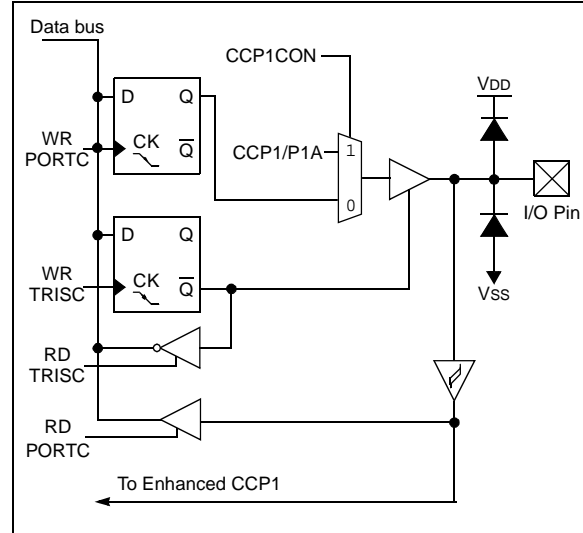 Data bus
CCP1CON
VDD
D Q
WR
PORTC
CK Q
CCP1/P1A
1
0
I/O Pin
D Q
WR
TRISC
CK Q
VSS
RD
TRISC
RD
PORTC
To Enhanced CCP1